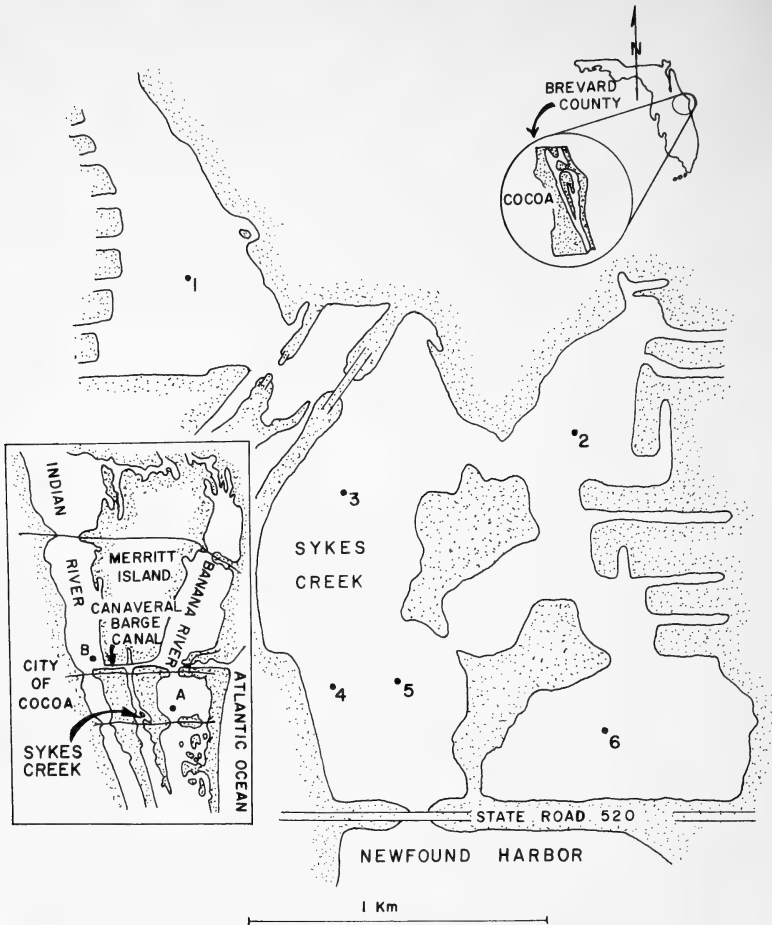 N
BREVARD
COUNTY
COCOA
1
2
3
SYKES
CREEK
4
5
6
STATE ROAD 520
NEWFOUND HARBOR
1 Km
INDIAN
RIVER
MERRITT
ISLAND
BANANA RIVER
CANAVERAL
BARGE
CANAL
B
CITY
OF
COCOA
A
SYKES
CREEK
ATLANTIC OCEAN